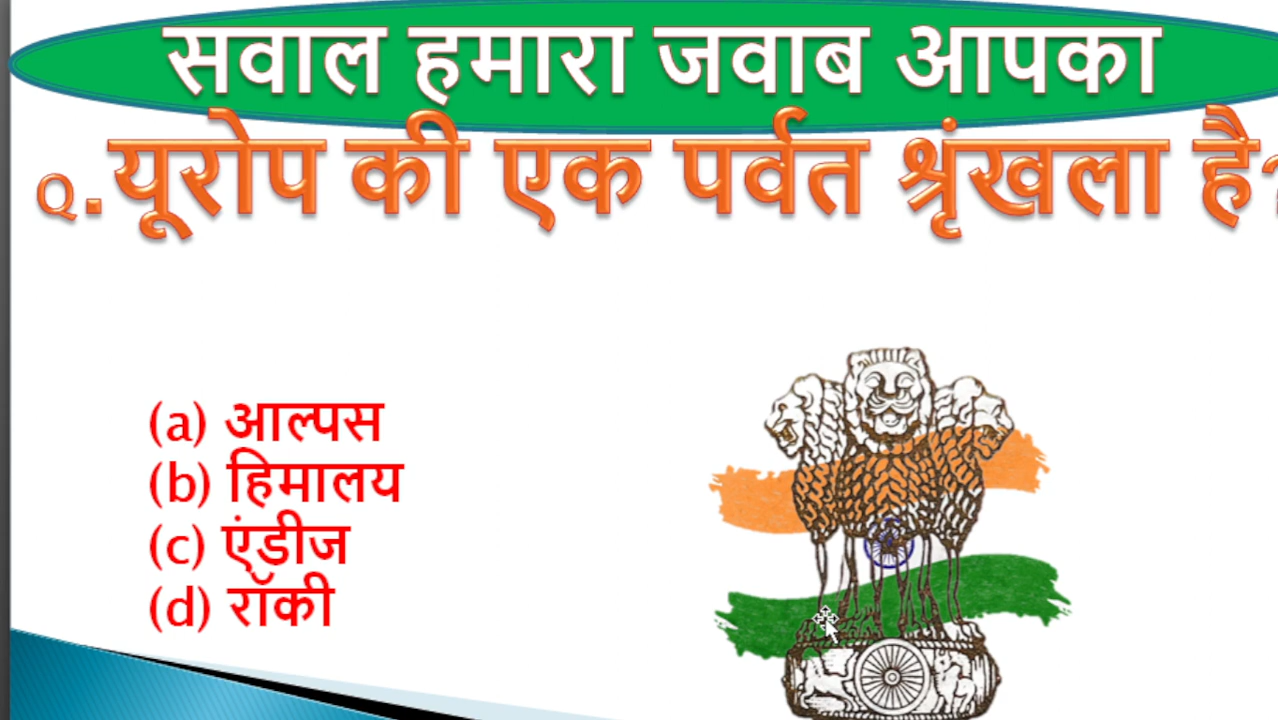 सवाल हमारा जवाब आपका
Q.यूरोप की एक पर्वत श्रृंखला है?
(a) आल्पस
(b) हिमालय
(c) एंडीज
(d) रॉकी